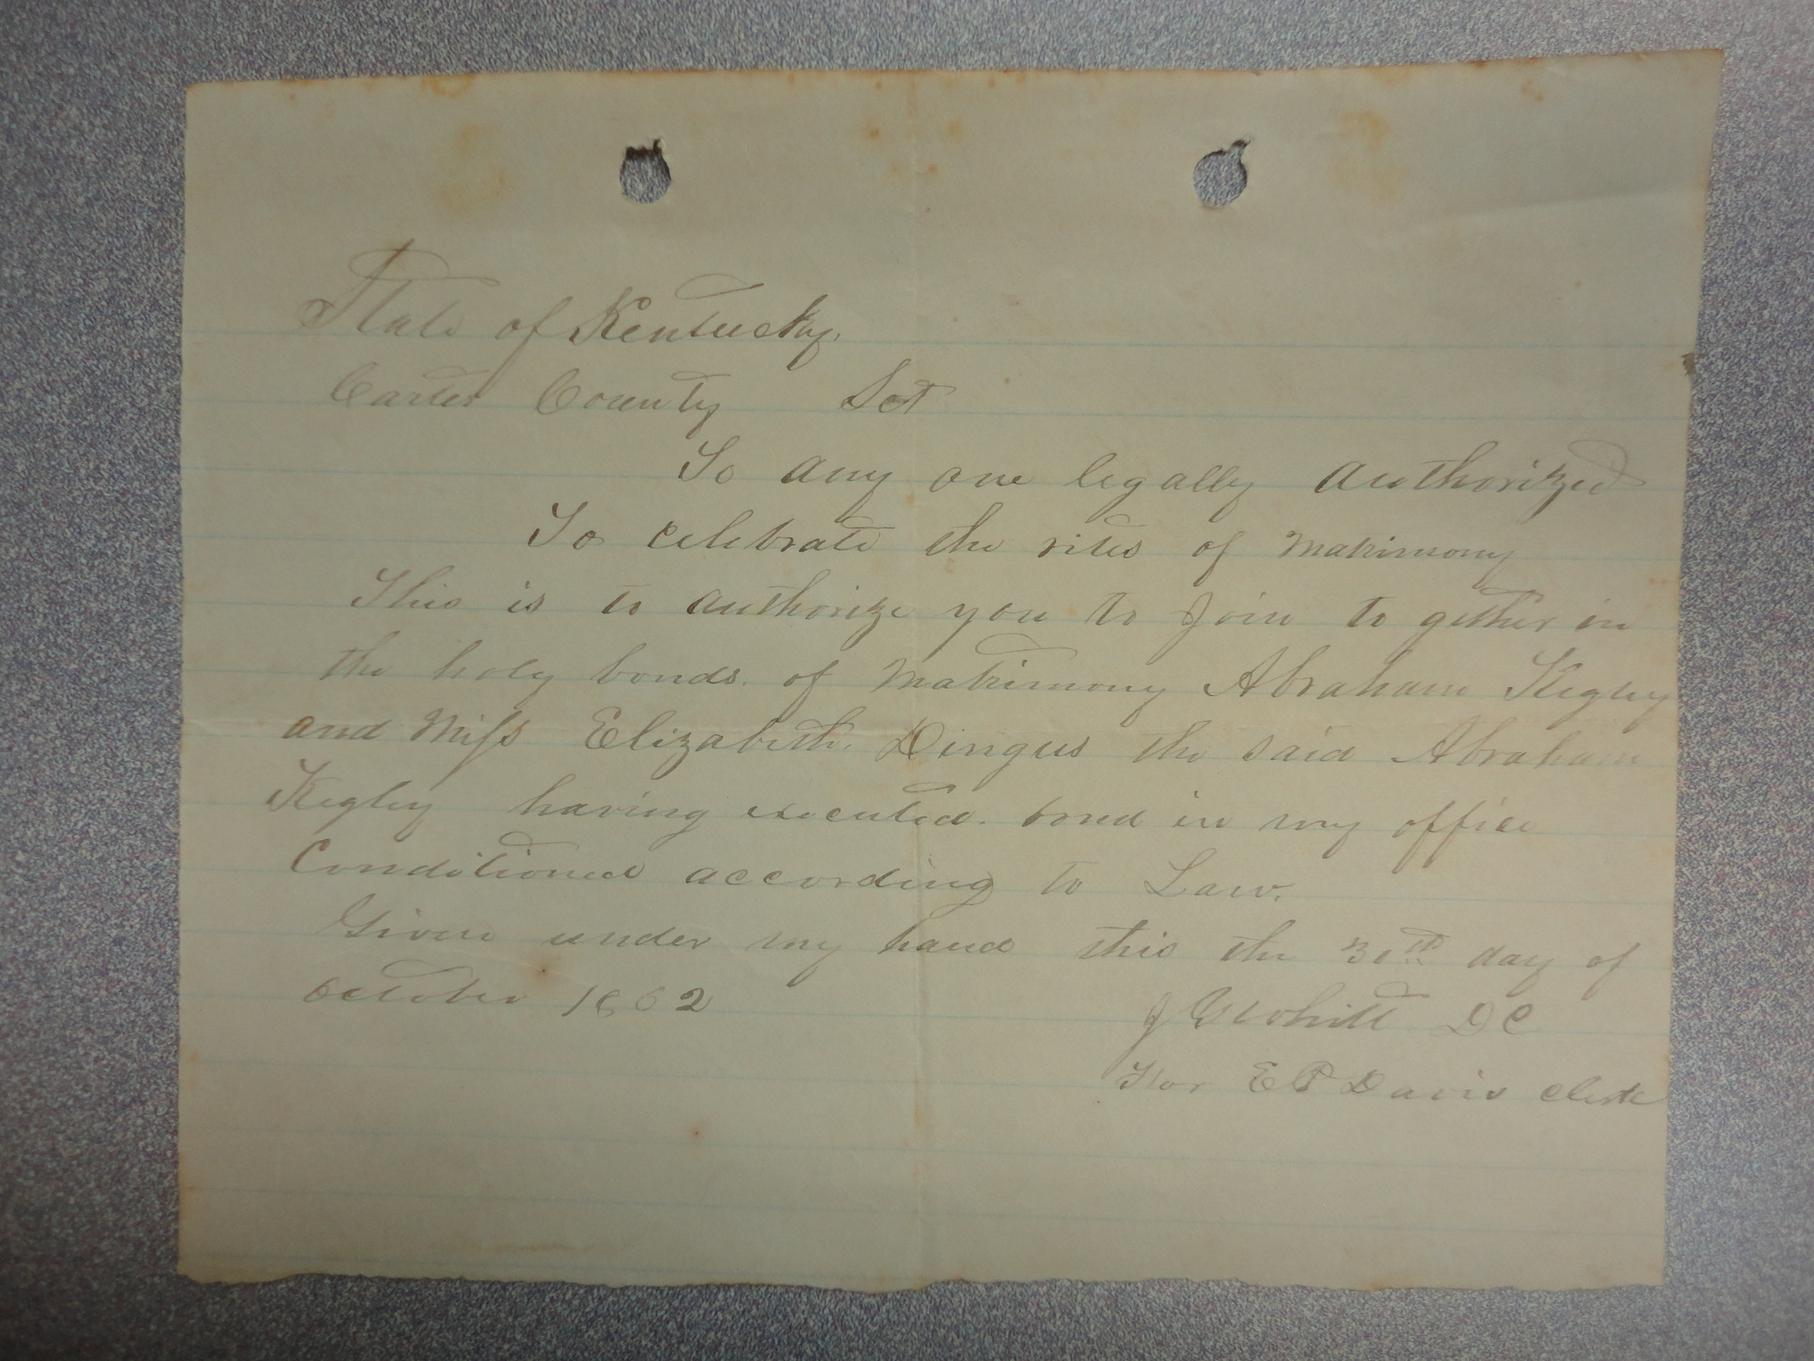 State of Kentucky,
Carter County Sct
To any one legally authorized
To celebrate the rites of matrimony
This is to authorize you to Join to gether in
the holy bonds. of matrimony Abraham Kegley
and Miss Elizabeth. Dingus the said Abraham
Kegley having executed. bond in my office
Conditioned according to Law.
Given under my hand this the 30th day of
October 1862
J Whitt DC
For E P Davis Clerk